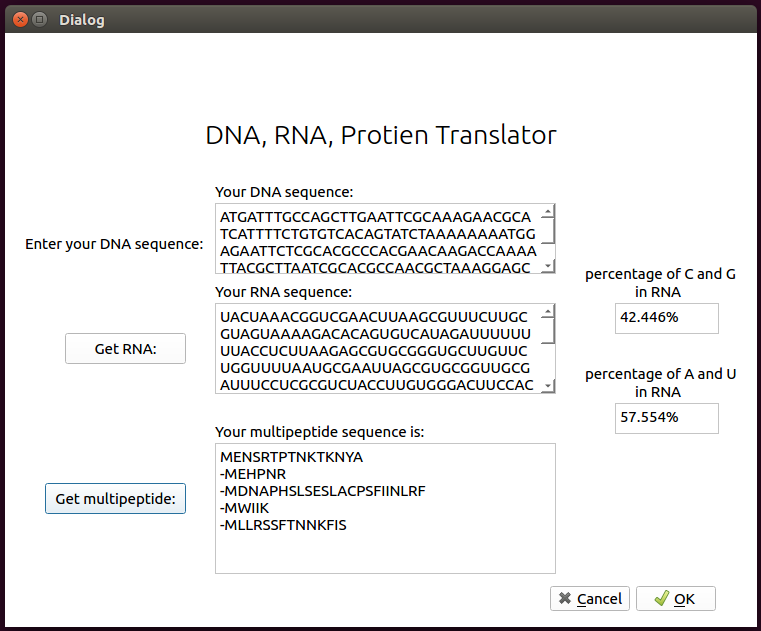 Dialog
DNA, RNA, Protien Translator
Your DNA sequence:
Enter your DNA sequence:
ATGATTTGCCAGCTTGAATTCGCAAAGAACGCA
TCATTTTCTGTGTCACAGTATCTAAAAAAAAATGG
AGAATTCTCGCACGCCCACGAACAAGACCAAAA
TTACGCTTAATCGCACGCCAACGCTAAAGGAGC
Your RNA sequence:
Get RNA:
UACUAAACGGUCGAACUUAAGCGUUUCUUGC
GUAGUAAAAGACACAGUGUCAUAGAUUUUUU
UUACCUCUUAAGAGCGUGCGGGUGCUUGUUC
UGGUUUUAAUGCGAAUUAGCGUGCGGUUGCG
AUUUCCUCGCGUCUACCUUGUGGGACUUCCAC
percentage of C and G
in RNA
42.446%
percentage of A and U
in RNA
57.554%
Your multipeptide sequence is:
Get multipeptide:
MENSRTPTNKTKNYA
-MEHPNR
-MDNAPHSLSESLACPSFIINLRF
-MWIIK
-MLLRSSFTNNKFIS
Cancel
OK